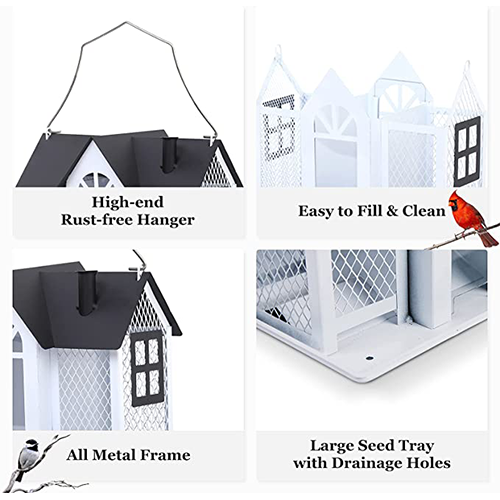 High-end
Rust-free Hanger
Easy to Fill & Clean
All Metal Frame
Large Seed Tray
with Drainage Holes